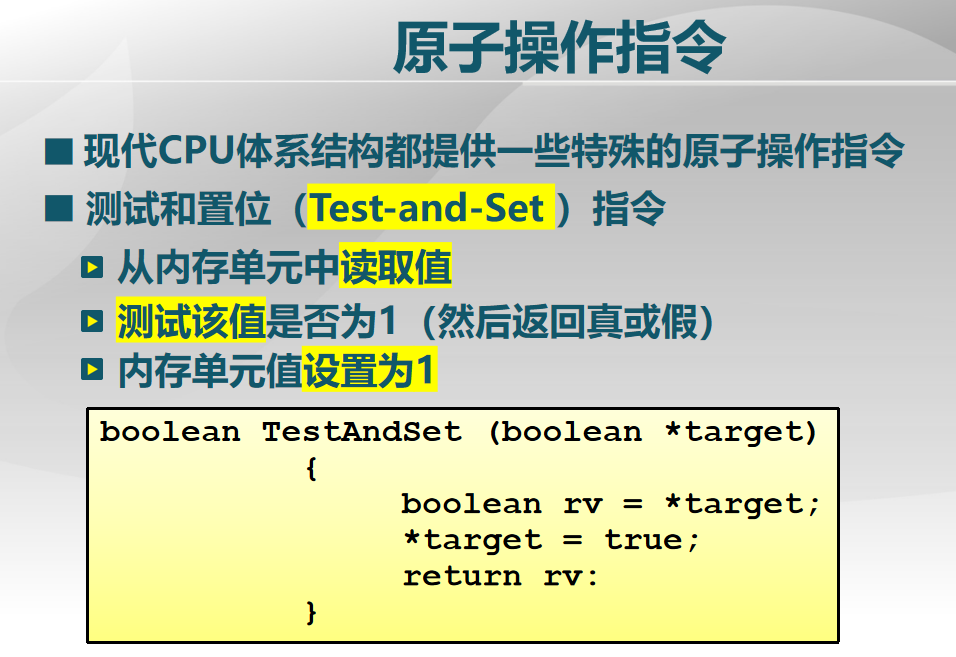 原子操作指令
■ 现代CPU体系结构都提供一些特殊的原子操作指令
■ 测试和置位（Test-and-Set ）指令
从内存单元中读取值
测试该值是否为1（然后返回真或假）
内存单元值设置为1
boolean TestAndSet (boolean *target)
{
boolean rv = *target;
*target = true;
return rv:
}